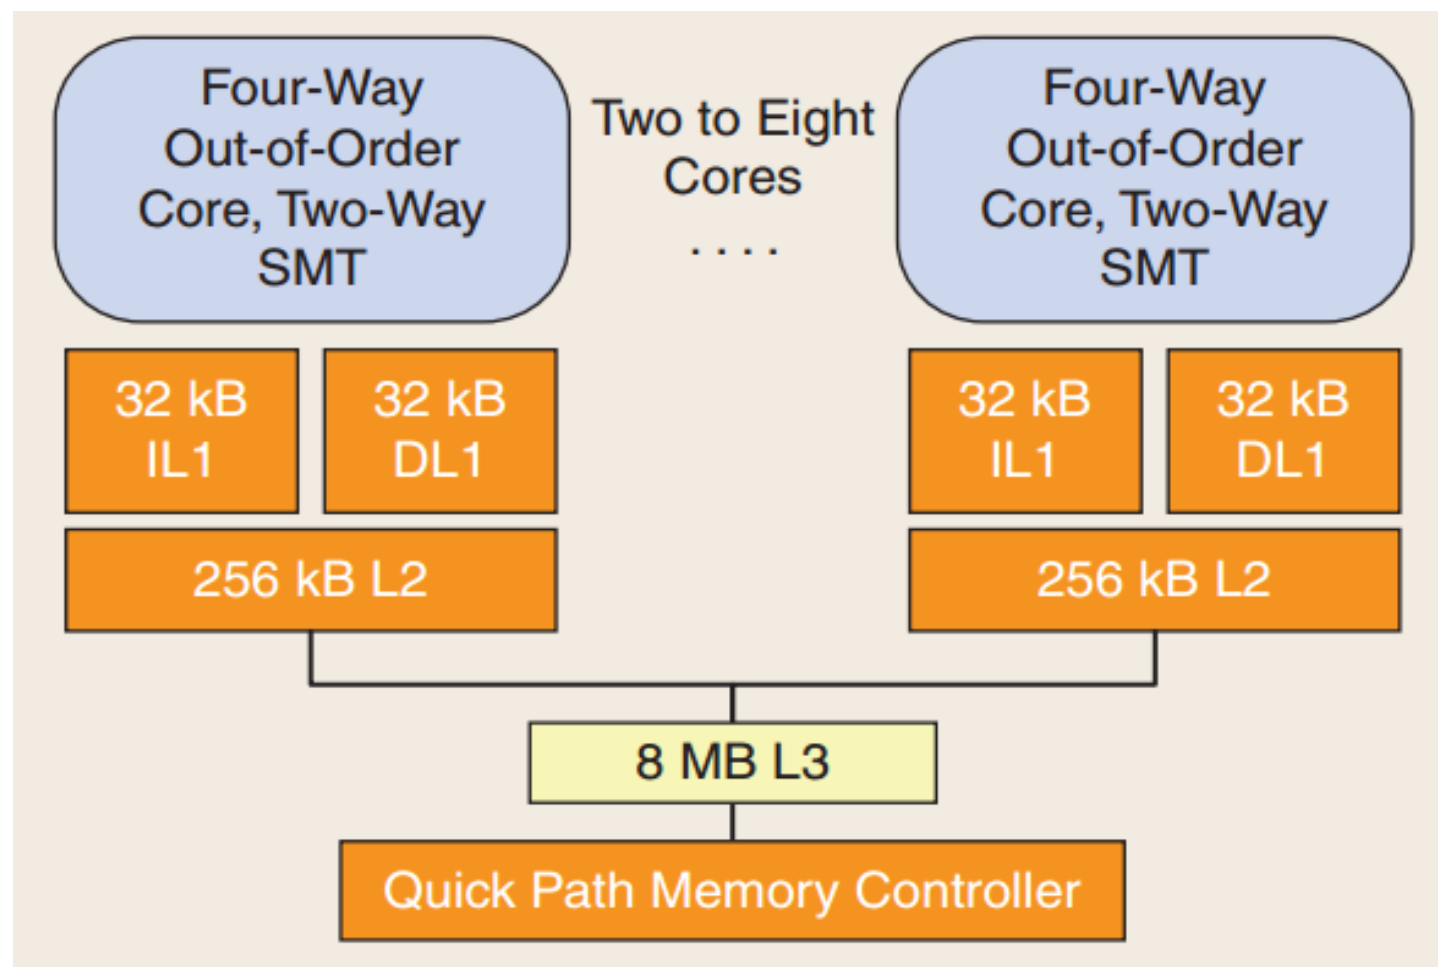 Four-Way
Out-of-Order
Core, Two-Way
SMT
Two to Eight
Cores
. . . .
Four-Way
Out-of-Order
Core, Two-Way
SMT
32 kB
IL1
32 kB
DL1
256 kB L2
32 kB
IL1
32 kB
DL1
256 kB L2
8 MB L3
Quick Path Memory Controller